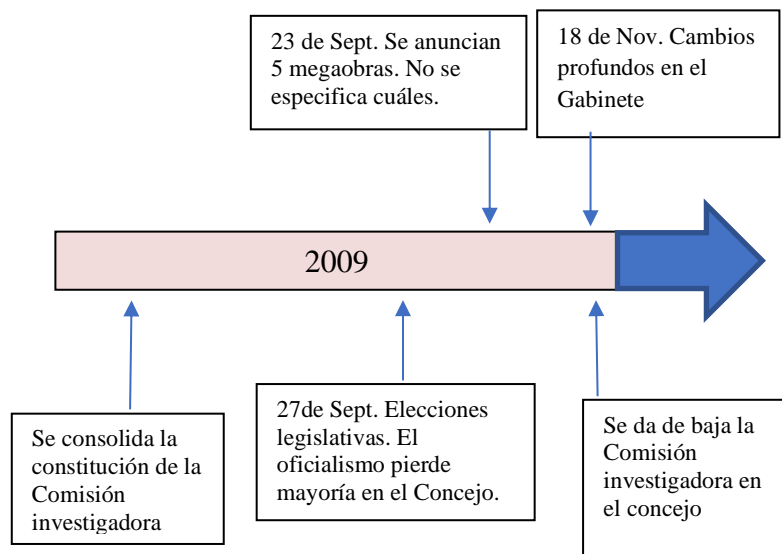 23 de Sept. Se anuncian
5 megaobras. No se
especifica cuáles.
18 de Nov. Cambios
profundos en el
Gabinete
2009
Se consolida la
constitución de la
Comisión
investigadora
27de Sept. Elecciones
legislativas. El
oficialismo pierde
mayoría en el Concejo.
Se da de baja la
Comisión
investigadora en
el concejo